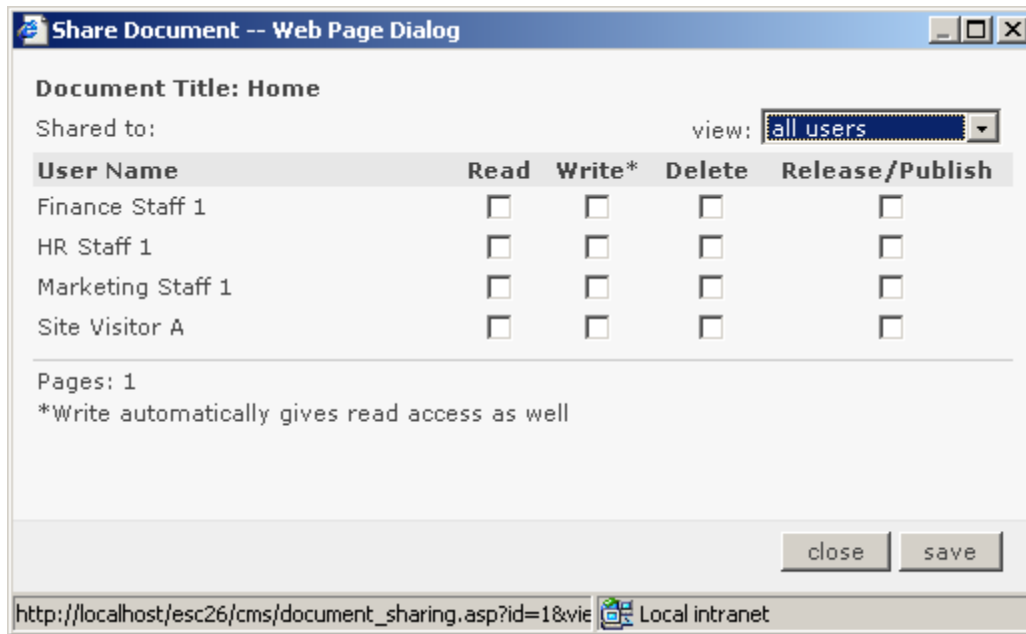 Share Document -- Web Page Dialog
Document Title: Home
Shared to: view: all users
User Name Read Write* Delete Release/Publish
Finance Staff 1
HR Staff 1
Marketing Staff 1
Site Visitor A
Pages: 1
*Write automatically gives read access as well
close save
http://localhost/esc26/cms/document_sharing.asp?id=1&vie Local intranet